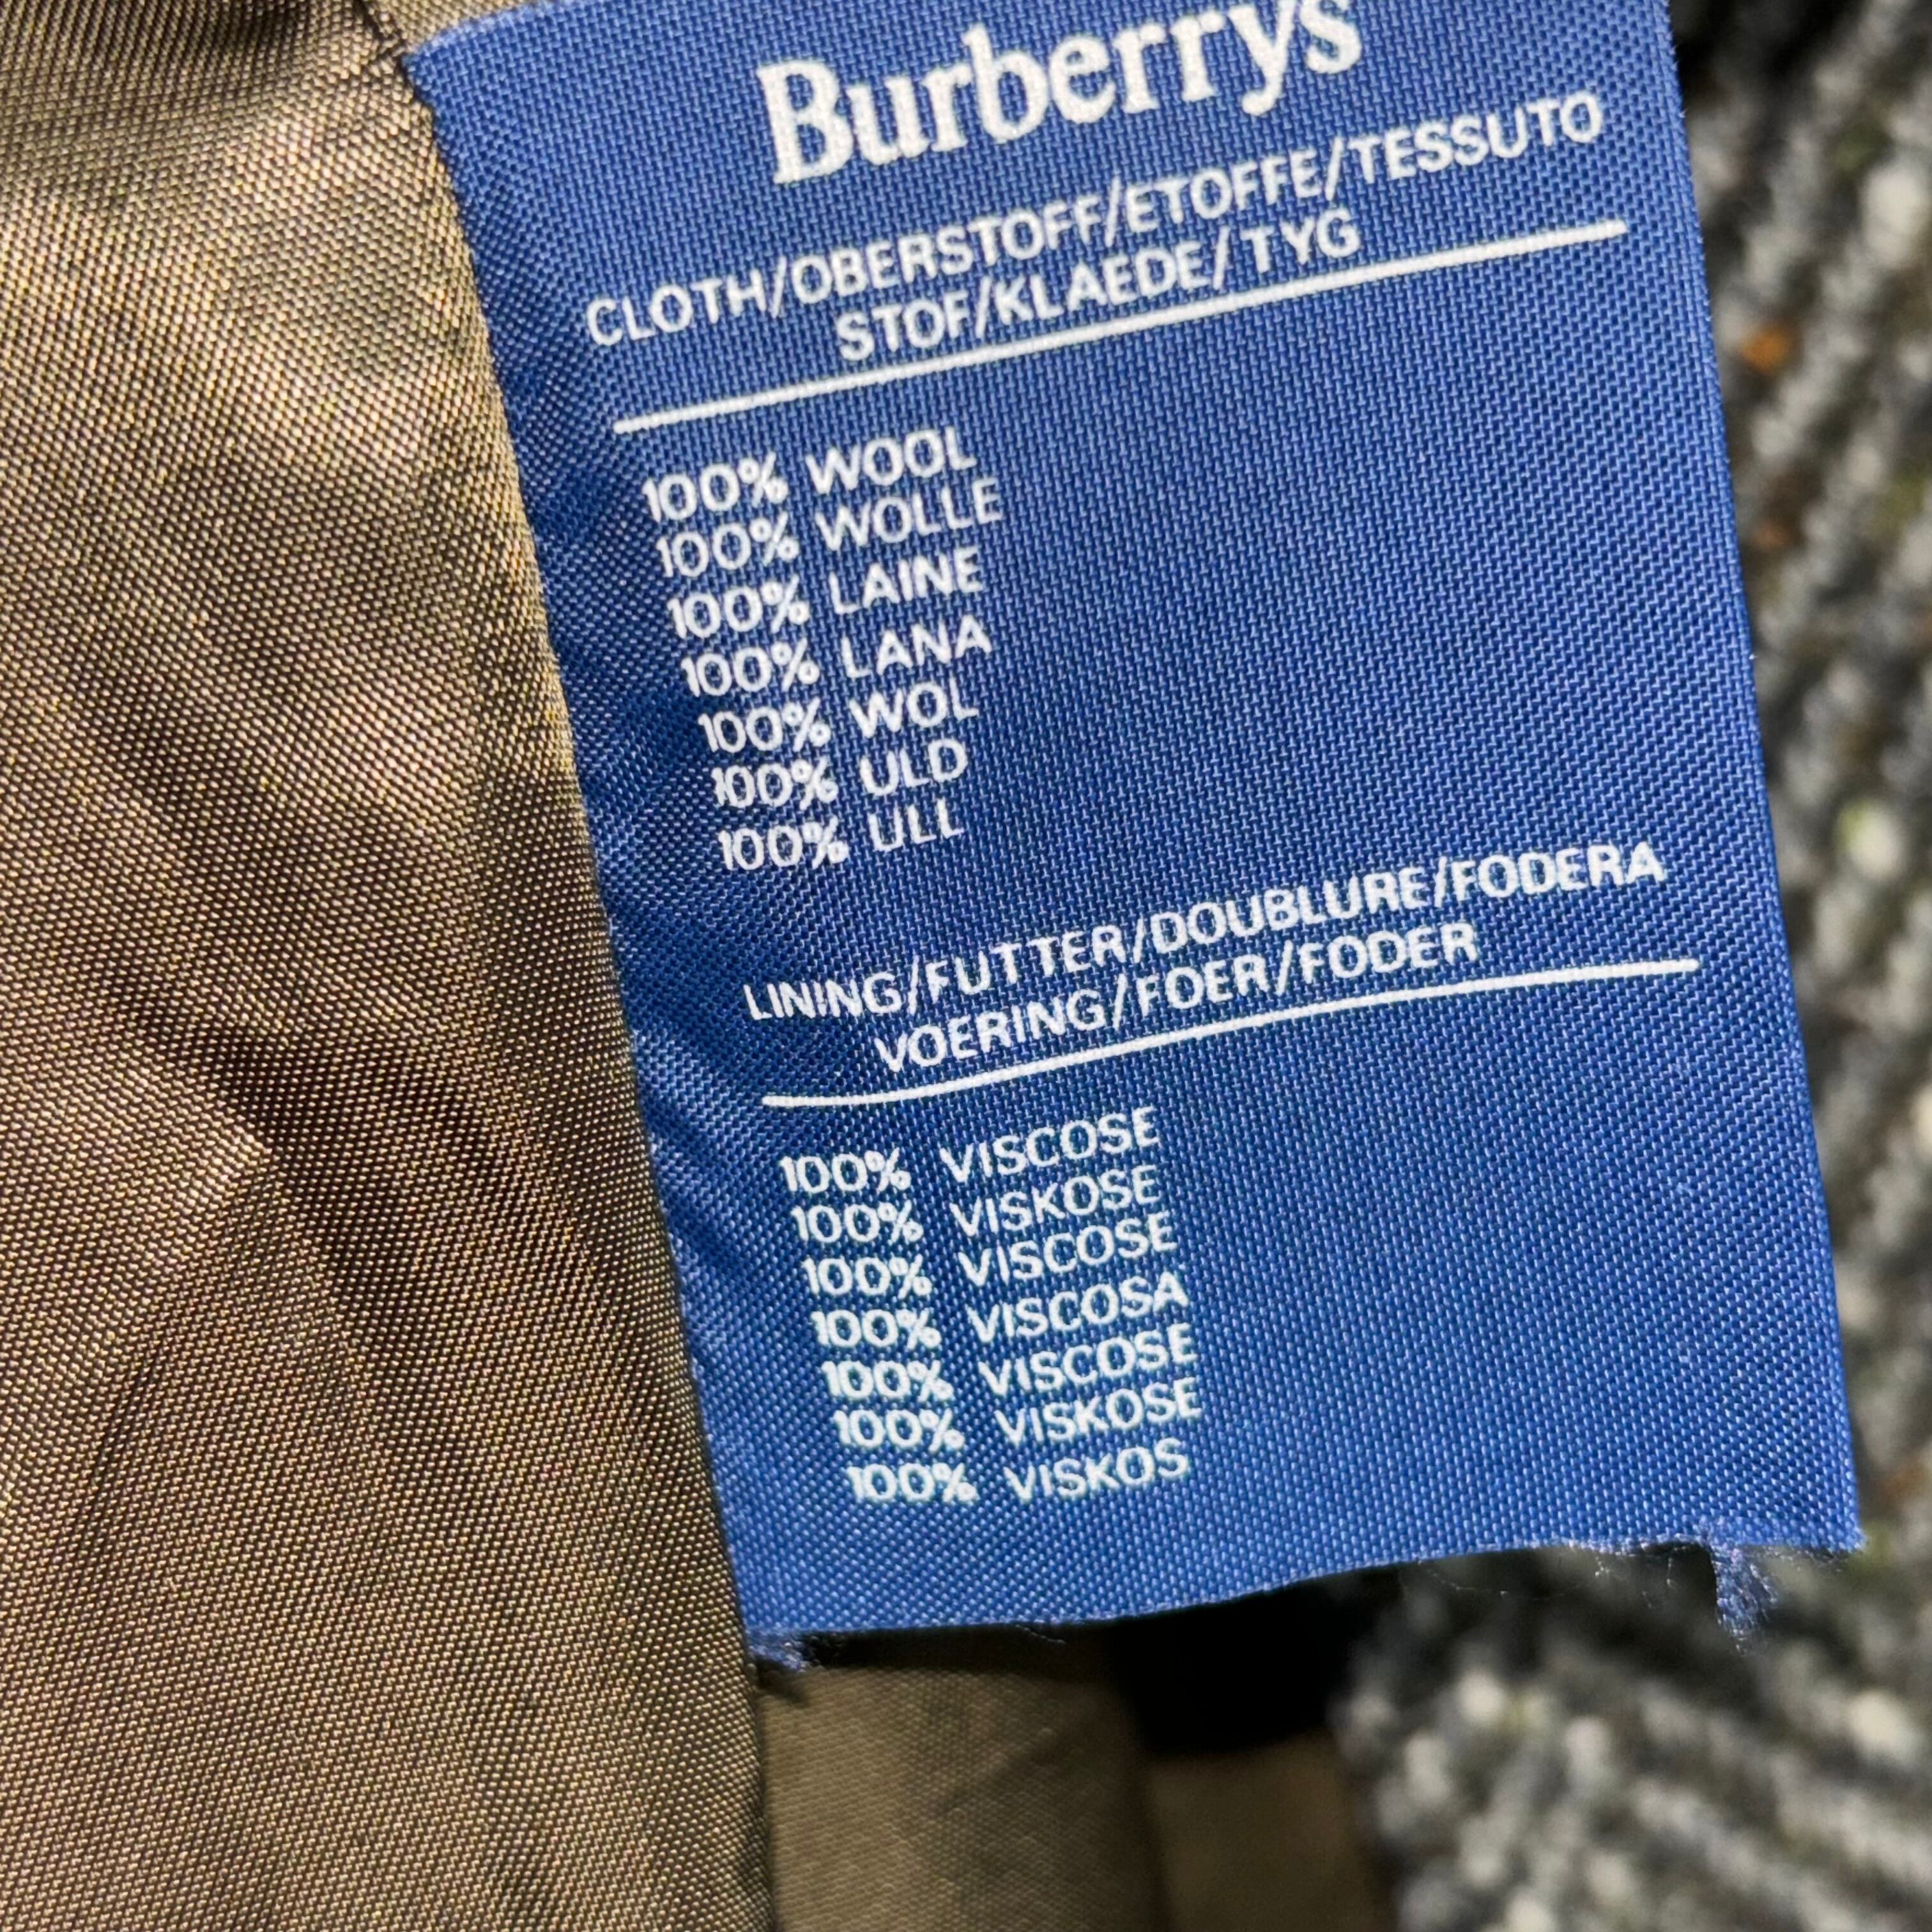 Burberrys
CLOTH/OBERSTOFF/ETOFFE/TESSUTO
STOF/KLAEDE/TYG
100% WOOL
100% WOLLE
100% LAINE
100% LANA
100% WOL
100% ULD
100% ULL
LINING/FUTTER/DOUBLURE/FODERA
VOERING/FOER/FODER
100% VISCOSE
100% VISKOSE
100% VISCOSE
100% VISCOSA
100% VISCOSE
100% VISKOSE
100% VISKOS